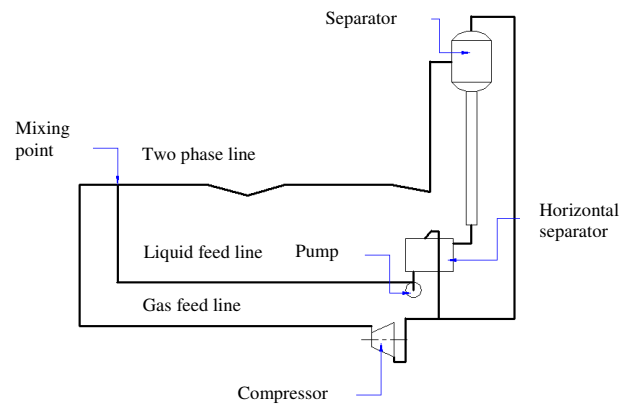 Separator
Mixing
point
Two phase line
Horizontal
separator
Liquid feed line
Pump
Gas feed line
Compressor